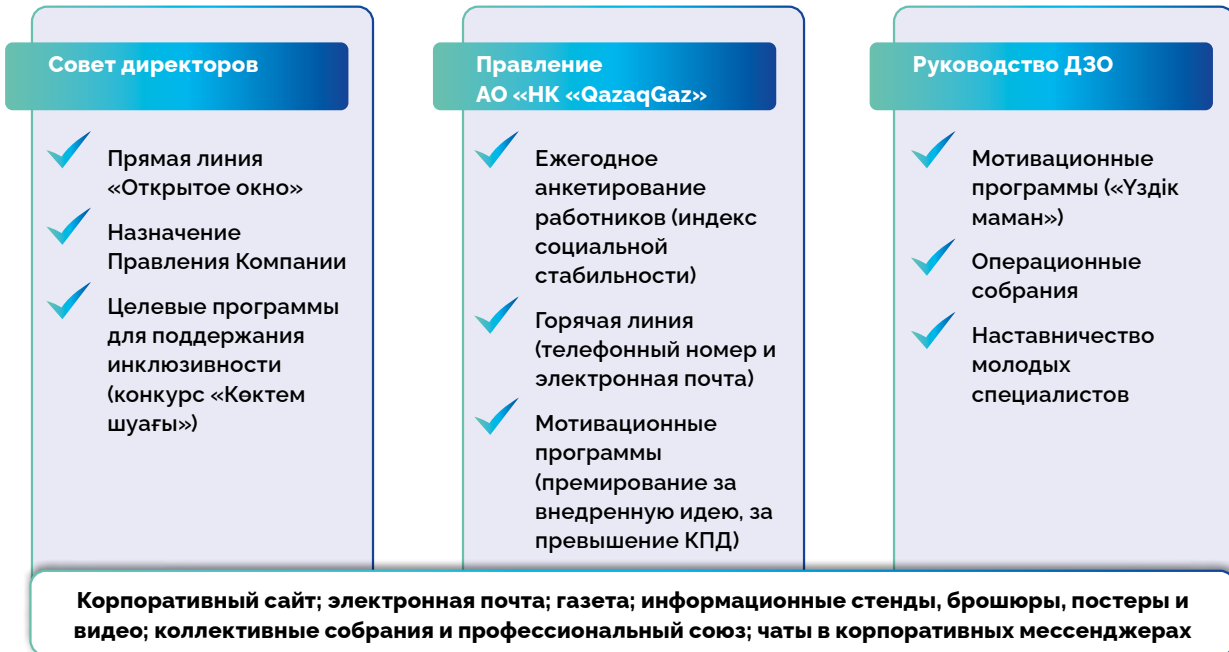 Совет директоров
Прямая линия
«Открытое окно»
Назначение
Правления Компании
Целевые программы
для поддержания
инклюзивности
(конкурс «Көктем
шуағы»)
Правление
АО «НК «QazaqGaz»
Ежегодное
анкетирование
работников (индекс
социальной
стабильности)
Горячая линия
(телефонный номер и
электронная почта)
Мотивационные
программы
(премирование за
внедренную идею, за
превышение КПД)
Руководство ДЗО
Мотивационные
программы («Үздік
маман»)
Операционные
собрания
Наставничество
молодых
специалистов
Корпоративный сайт; электронная почта; газета; информационные стенды, брошюры, постеры и
видео; коллективные собрания и профессиональный союз; чаты в корпоративных мессенджерах